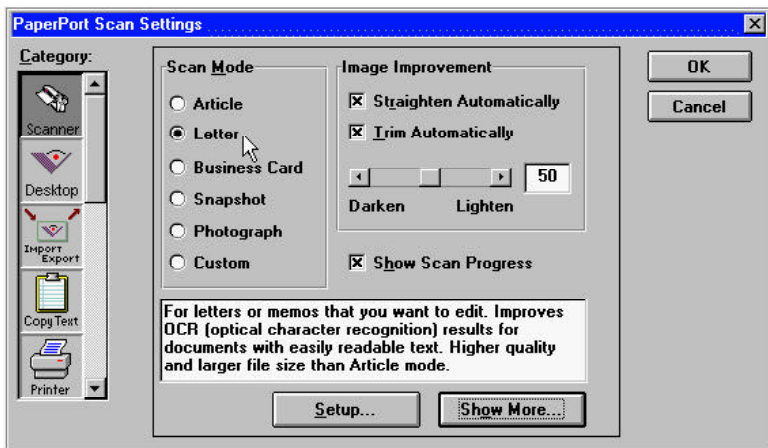 PaperPort Scan Settings
Category:
Scanner
Desktop
Import Export
CopyText
Printer
Scan Mode
Article
Letter
Business Card
Snapshot
Photograph
Custom
Image Improvement
Straighten Automatically
Trim Automatically
50
Darken Lighten
Show Scan Progress
For letters or memos that you want to edit. Improves
OCR (optical character recognition) results for
documents with easily readable text. Higher quality
and larger file size than Article mode.
Setup... Show More...
OK
Cancel